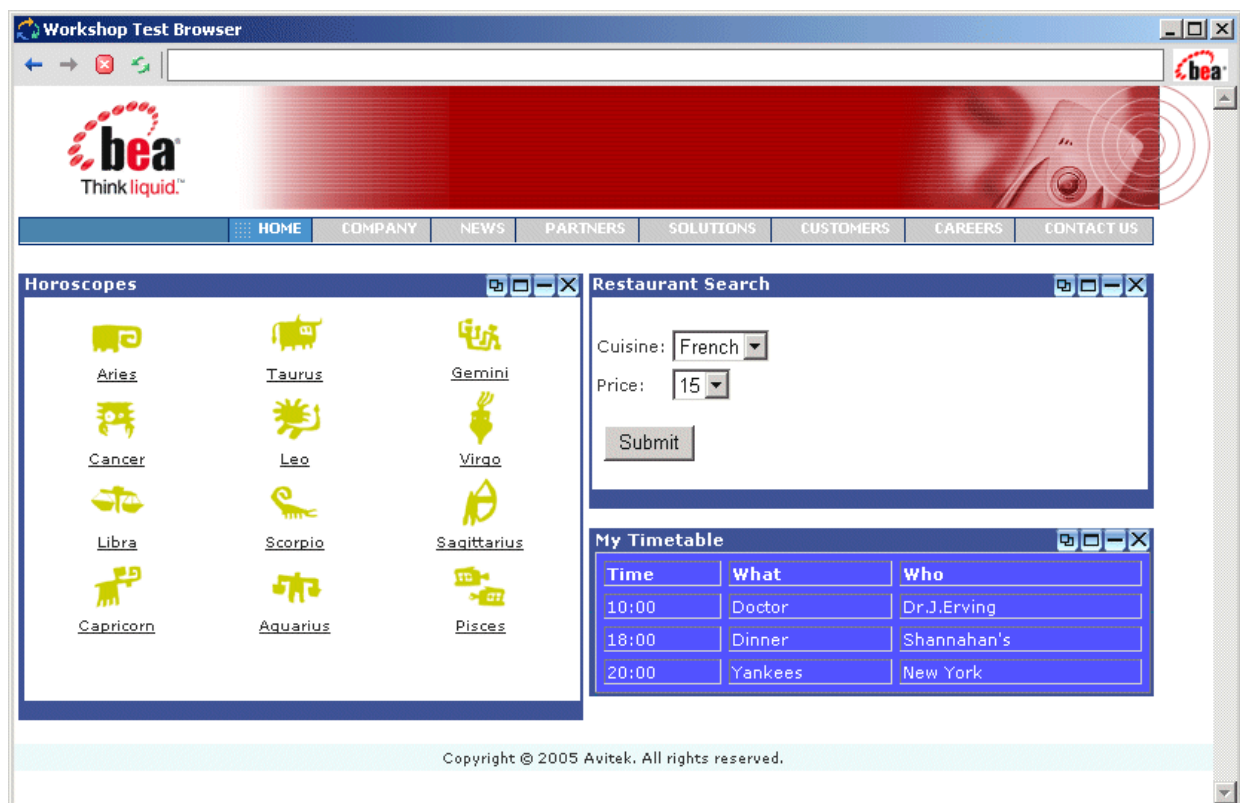 Workshop Test Browser
bea
bea
Think liquid.™
HOME COMPANY NEWS PARTNERS SOLUTIONS CUSTOMERS CAREERS CONTACT US
Horoscopes
Aries Taurus Gemini
Cancer Leo Virgo
Libra Scorpio Sagittarius
Capricorn Aquarius Pisces
Restaurant Search
Cuisine: French
Price: 15
Submit
My Timetable
Time What Who
10:00 Doctor Dr.J.Erving
18:00 Dinner Shannahan's
20:00 Yankees New York
Copyright © 2005 Avitek. All rights reserved.